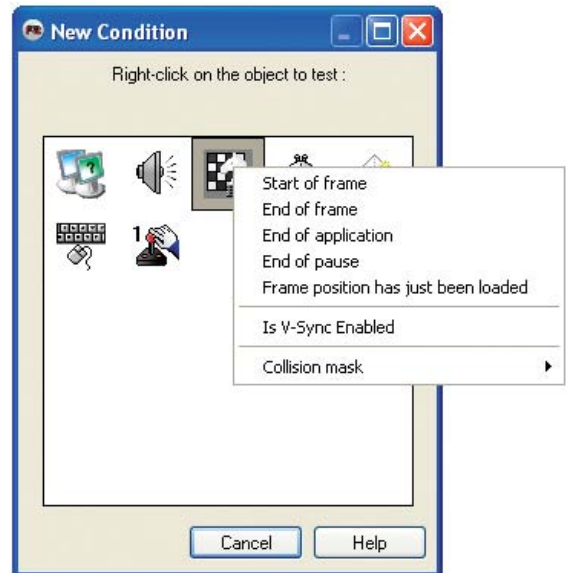 New Condition
Right-click on the object to test :
Start of frame
End of frame
End of application
End of pause
Frame position has just been loaded
Is V-Sync Enabled
Collision mask
1
Cancel
Help